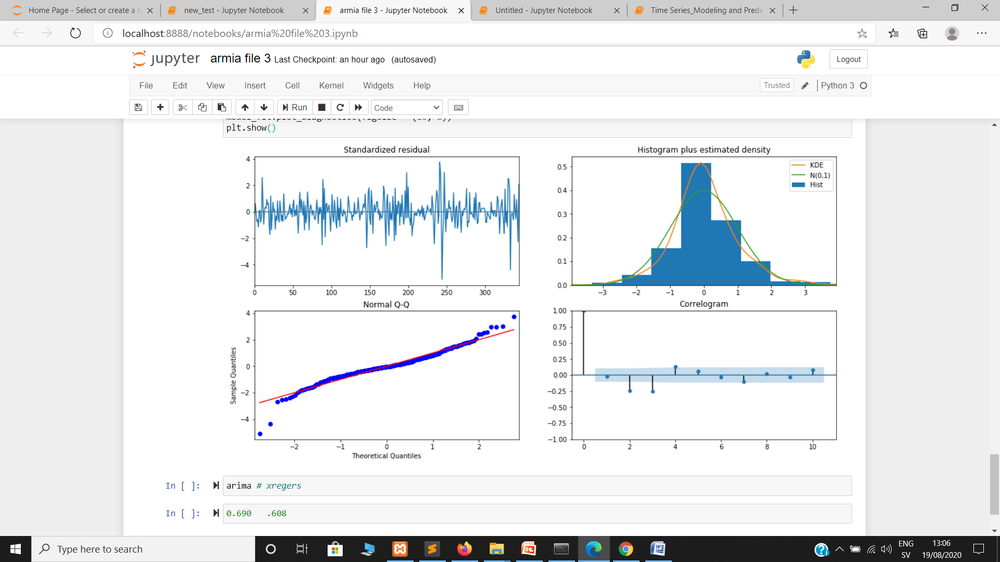 Home Page - Select or create a n
new_test - Jupyter Notebook
armia file 3 - Jupyter Notebook
Untitled - Jupyter Notebook
Time Series_Modeling and Predic
localhost:8888/notebooks/armia%20file%203.ipynb
jupyter armia file 3 Last Checkpoint: an hour ago (autosaved)
Logout
File Edit View Insert Cell Kernel Widgets Help
Trusted Python 3
Run Code
plt.show()
Standardized residual
4
2
0
−2
−4
0 50 100 150 200 250 300
Histogram plus estimated density
KDE
N(0,1)
Hist
0.5
0.4
0.3
0.2
0.1
0.0
−3 −2 −1 0 1 2 3
Normal Q-Q
4
2
0
−2
−4
Sample Quantiles
−2 −1 0 1 2
Theoretical Quantiles
Correlogram
1.00
0.75
0.50
0.25
0.00
−0.25
−0.50
−0.75
−1.00
0 2 4 6 8 10
In [ ]: arima # xregers
In [ ]: 0.690 .608
Type here to search
ENG
SV
13:06
19/08/2020